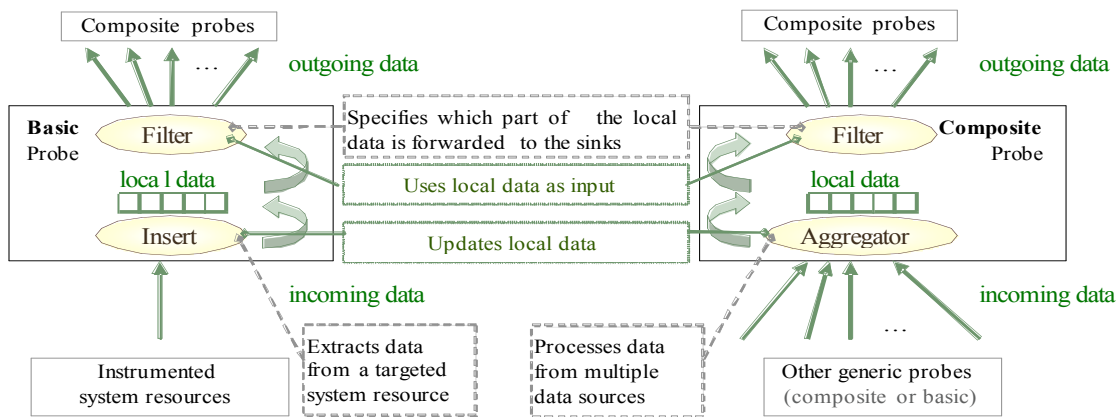 Composite probes
Composite probes
…
outgoing data
…
outgoing data
Basic
Probe
Filter
Specifies which part of the local
data is forwarded to the sinks
Filter
Composite
Probe
loca l data
Uses local data as input
local data
Insert
Updates local data
Aggregator
incoming data
incoming data
…
Instrumented
system resources
Extracts data
from a targeted
system resource
Processes data
from multiple
data sources
Other generic probes
(composite or basic)